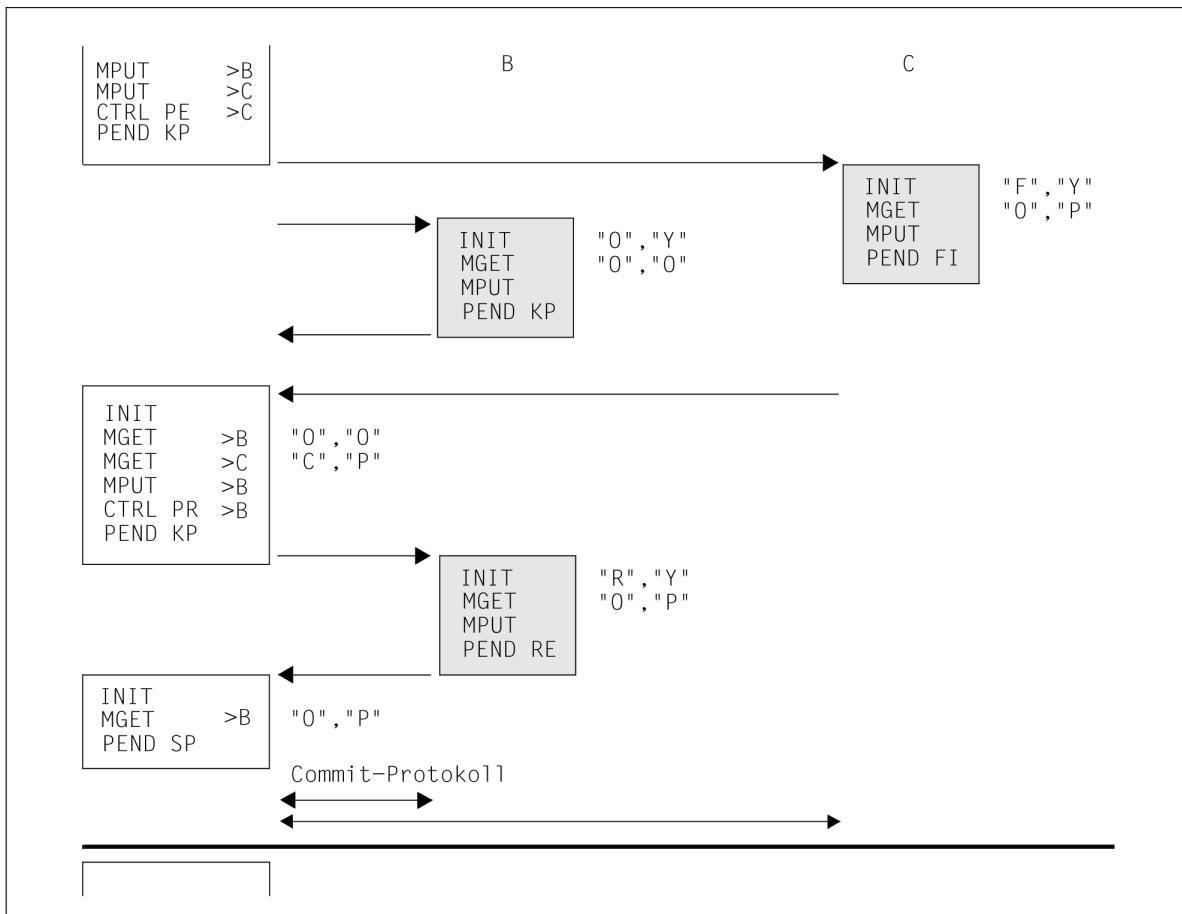 B C
MPUT >B
MPUT >C
CTRL PE >C
PEND KP
INIT "F","Y"
MGET "O","P"
MPUT
PEND FI
INIT "O","Y"
MGET "O","O"
MPUT
PEND KP
INIT
MGET >B "O","O"
MGET >C "C","P"
MPUT >B
CTRL PR >B
PEND KP
INIT "R","Y"
MGET "O","P"
MPUT
PEND RE
INIT
MGET >B "O","P"
PEND SP
Commit-Protokoll